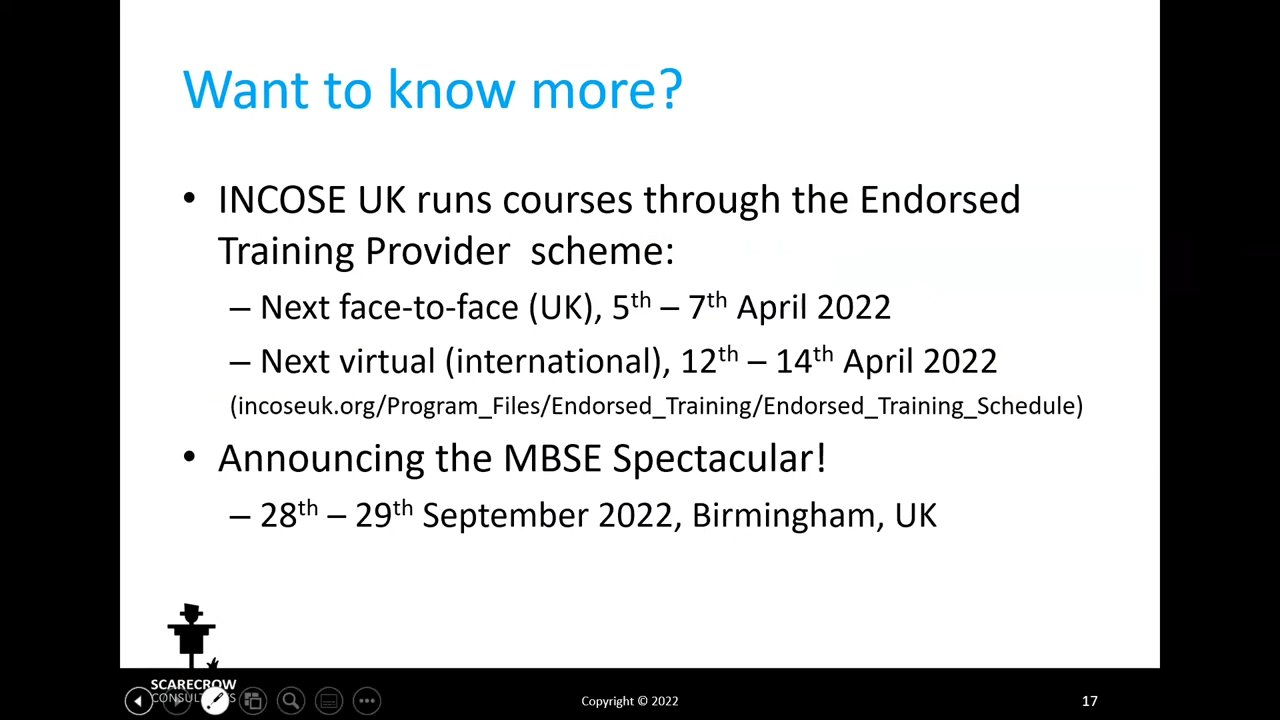 Want to know more?
• INCOSE UK runs courses through the Endorsed
Training Provider  scheme:
– Next face-to-face (UK), 5th – 7th April 2022
– Next virtual (international), 12th – 14th April 2022
(incoseuk.org/Program_Files/Endorsed_Training/Endorsed_Training_Schedule)
• Announcing the MBSE Spectacular!
– 28th – 29th September 2022, Birmingham, UK
SCARECROW
Copyright © 2022
17